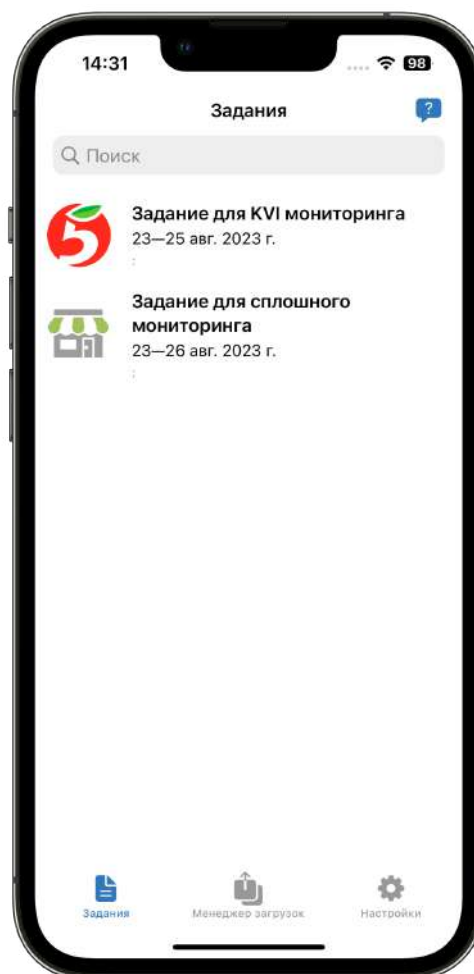 14:31
98
Задания
?
Поиск
5
Задание для KVI мониторинга
23—25 авг. 2023 г.
:
Задание для сплошного
мониторинга
23—26 авг. 2023 г.
:
Задания
Менеджер загрузок
Настройки